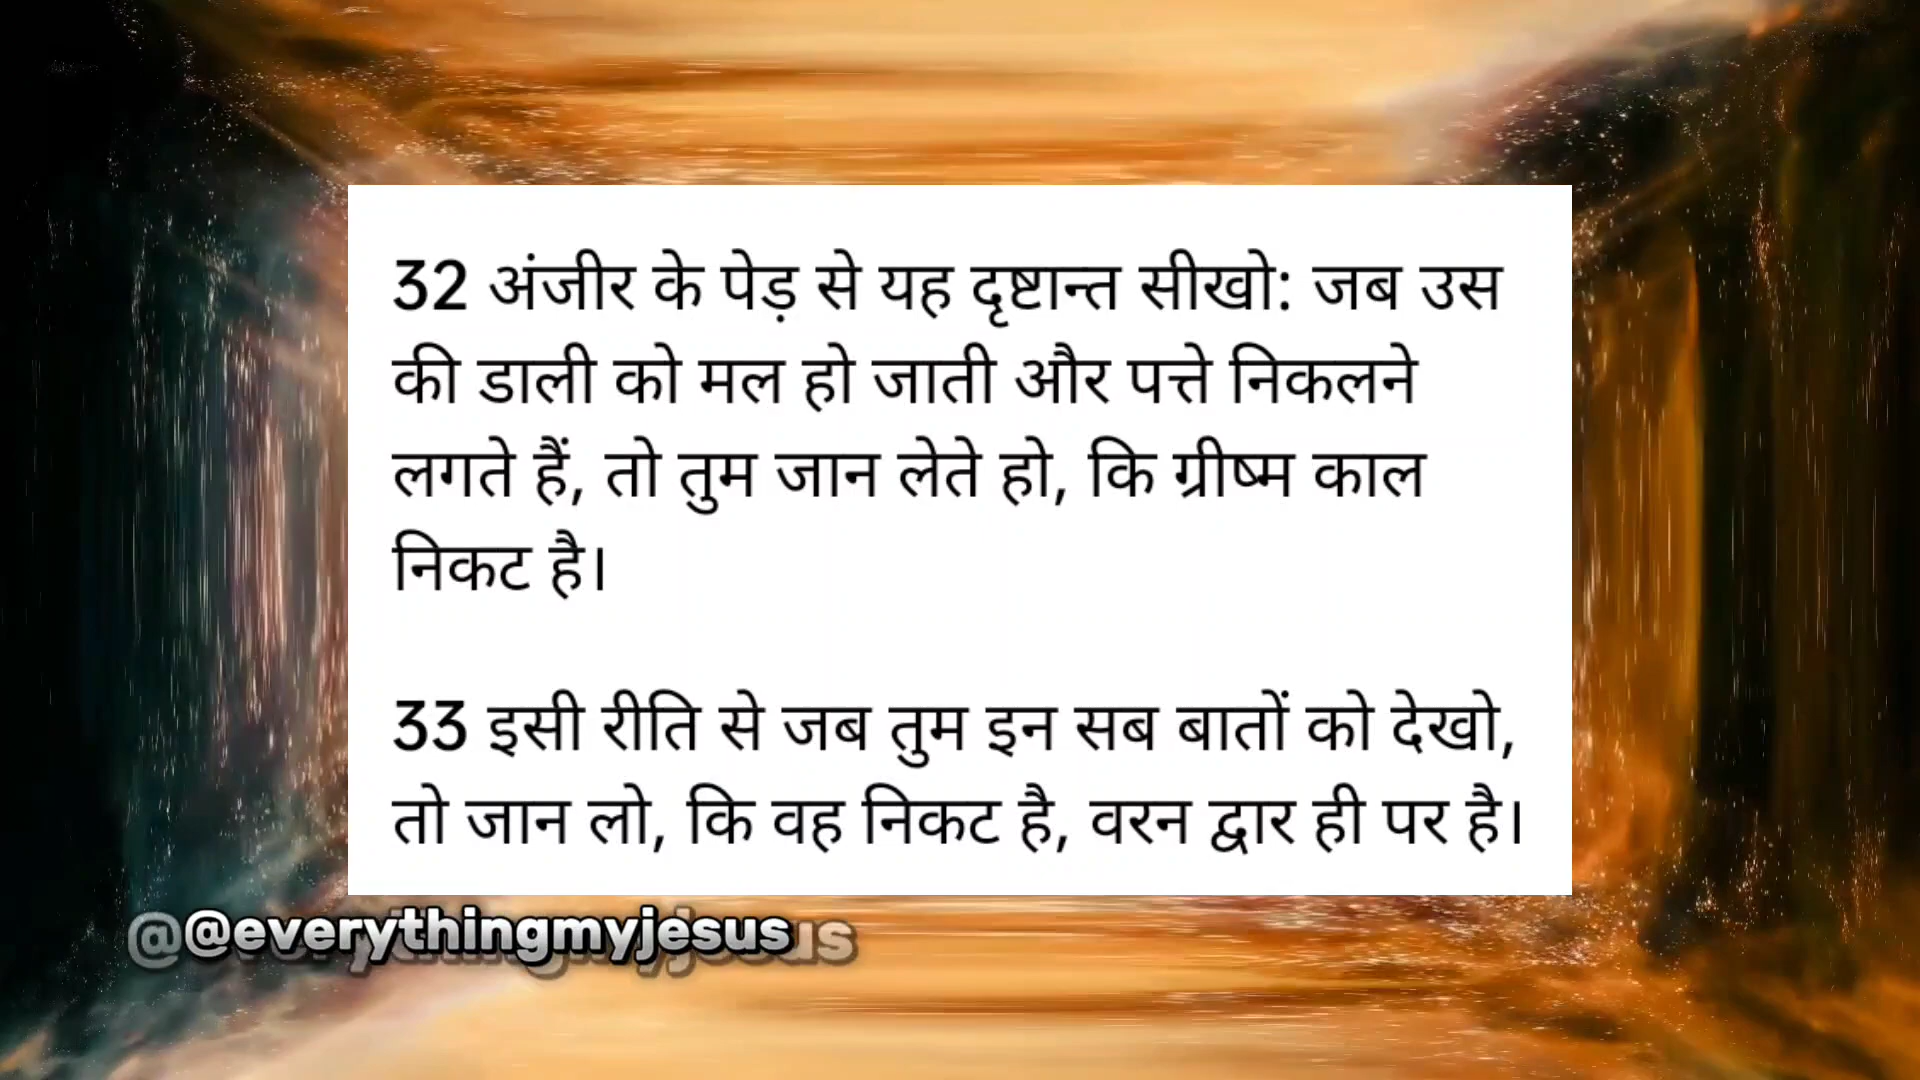 32 अंजीर के पेड़ से यह दृष्टान्त सीखो: जब उस
की डाली को मल हो जाती और पत्ते निकलने
लगते हैं, तो तुम जान लेते हो, कि ग्रीष्म काल
निकट है।
33 इसी रीति से जब तुम इन सब बातों को देखो,
तो जान लो, कि वह निकट है, वरन द्वार ही पर है।
@everythingmyjesus